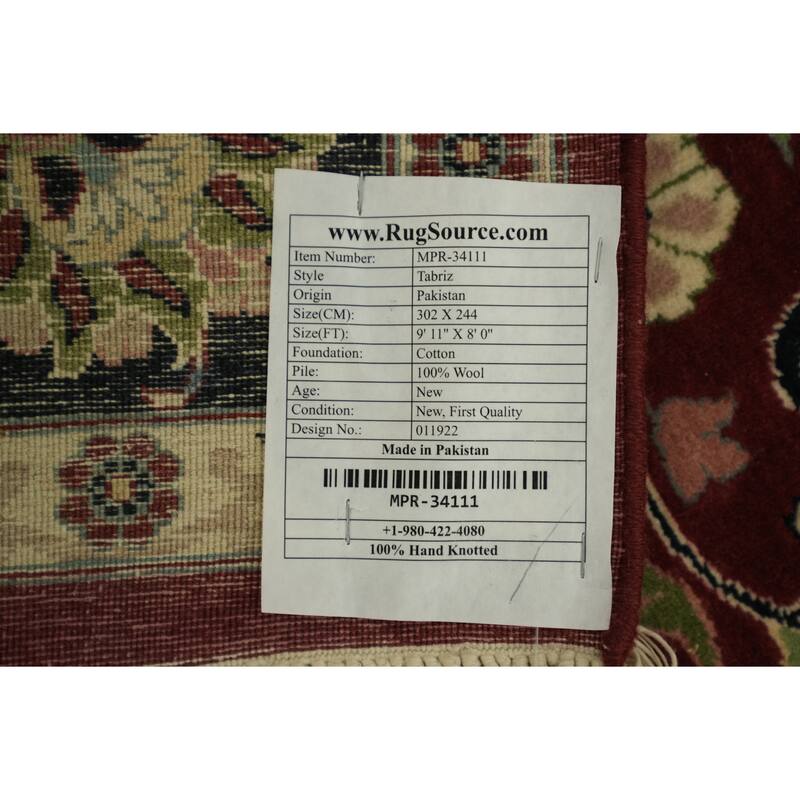 www.RugSource.com
Item Number: MPR-34111
Style Tabriz
Origin Pakistan
Size(CM): 302 X 244
Size(FT): 9' 11" X 8' 0"
Foundation: Cotton
Pile: 100% Wool
Age: New
Condition: New, First Quality
Design No.: 011922
Made in Pakistan
MPR-34111
+1-980-422-4080
100% Hand Knotted